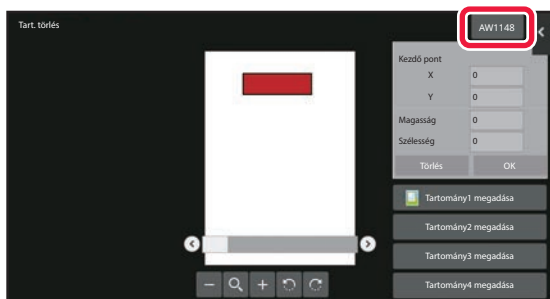 Tart. törlés
AW1148
Kezdő pont
X 0
Y 0
Magasság 0
Szélesség 0
Törlés OK
Tartomány1 megadása
Tartomány2 megadása
Tartomány3 megadása
Tartomány4 megadása